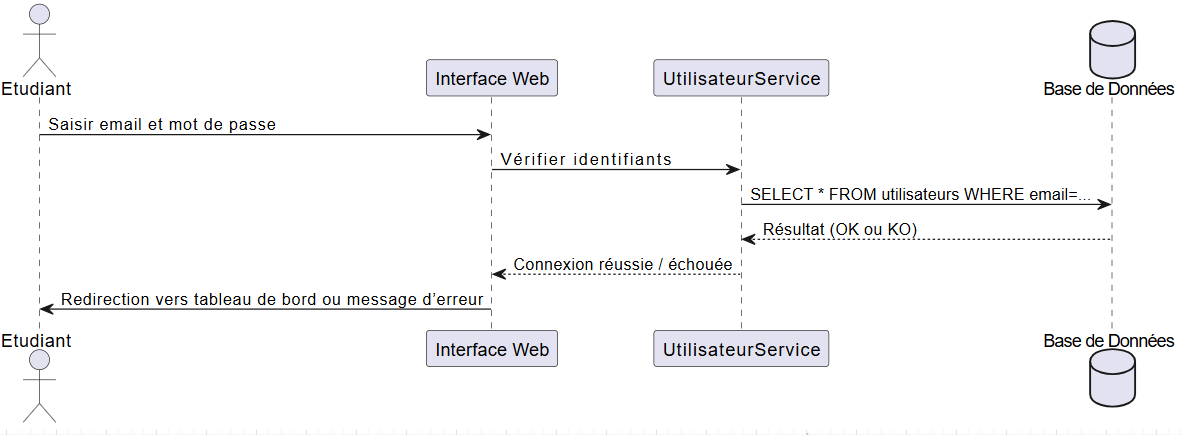 Etudiant
Interface Web
UtilisateurService
Base de Données
Saisir email et mot de passe
Vérifier identifiants
SELECT * FROM utilisateurs WHERE email=...
Résultat (OK ou KO)
Connexion réussie / échouée
Redirection vers tableau de bord ou message d’erreur
Etudiant
Interface Web
UtilisateurService
Base de Données